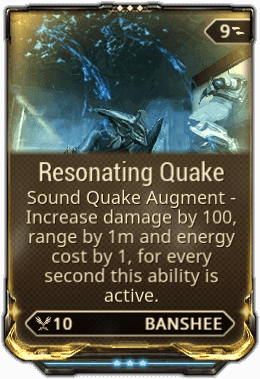 9
Resonating Quake
Sound Quake Augment -
Increase damage by 100,
range by 1m and energy
cost by 1, for every
second this ability is
active.
10 BANSHEE